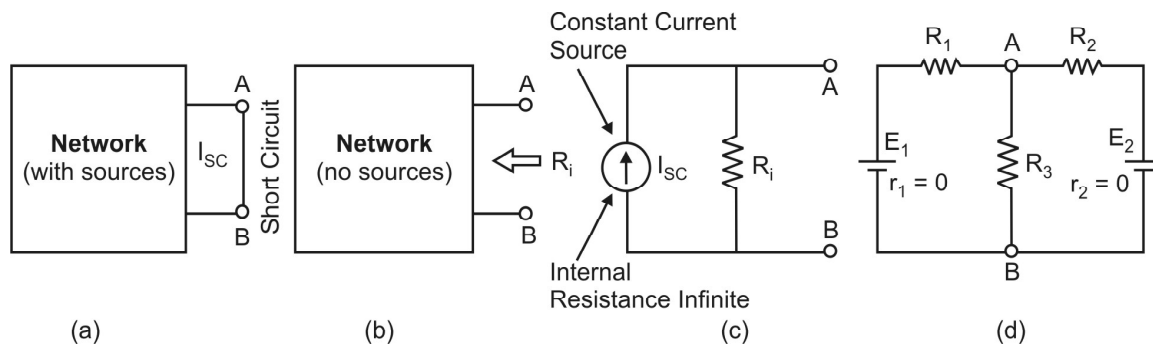 A
Network
(with sources)
I_SC
B
Short Circuit
(a)
A
Network
(no sources)
R_i
B
(b)
Constant Current
Source
A
I_SC
R_i
B
Internal
Resistance Infinite
(c)
R_1
A
R_2
E_1
r_1 = 0
R_3
E_2
r_2 = 0
B
(d)